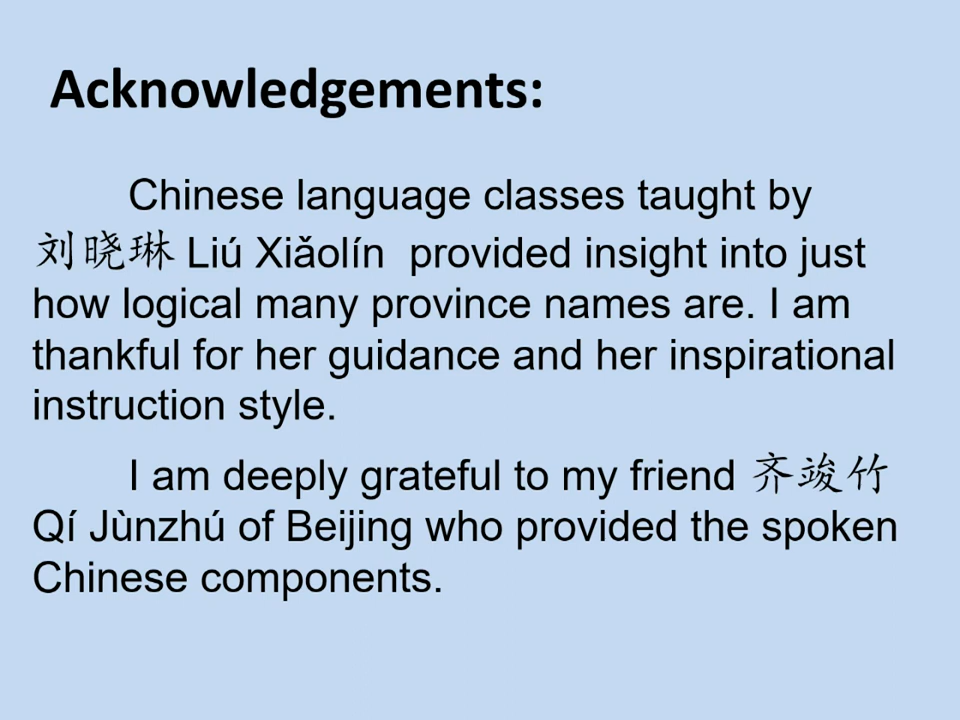 Acknowledgements:
Chinese language classes taught by
刘晓琳 Liú Xiǎolín provided insight into just
how logical many province names are. I am
thankful for her guidance and her inspirational
instruction style.
I am deeply grateful to my friend 齐竣竹
Qí Jùnzhú of Beijing who provided the spoken
Chinese components.